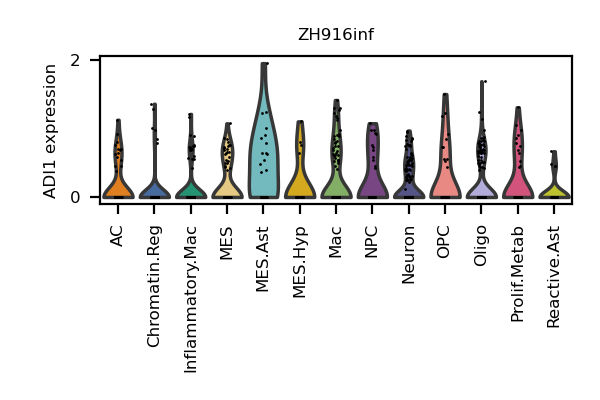 ZH916inf
ADI1 expression
2
0
AC
Chromatin.Reg
Inflammatory.Mac
MES
MES.Ast
MES.Hyp
Mac
NPC
Neuron
OPC
Oligo
Prolif.Metab
Reactive.Ast